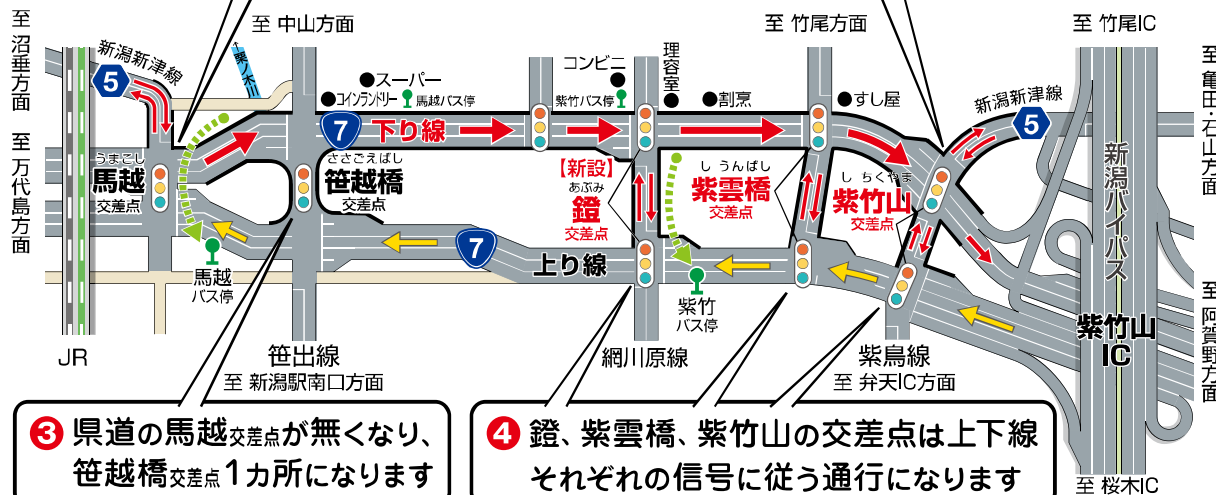 至 沼垂方面
至 中山方面
至 竹尾方面
至 竹尾IC
至 亀田・石山方面
新潟新津線
5
栗ノ木川
●スーパー
●コインランドリー
馬越バス停
コンビニ
●
紫竹バス停
理容室
●
●割烹
●すし屋
新潟新津線
5
7
下り線
至 万代島方面
うまこし
馬越
交差点
ささごえばし
笹越橋
交差点
【新設】
あぶみ
鐙
交差点
しうんばし
紫雲橋
交差点
しちくやま
紫竹山
交差点
新潟バイパス
7
上り線
馬越
バス停
紫竹
バス停
紫竹山
IC
至 阿賀野方面
JR
笹出線
至 新潟駅南口方面
網川原線
紫鳥線
至 弁天IC方面
至 桜木IC
❸ 県道の馬越交差点が無くなり、
笹越橋交差点1カ所になります
❹ 鐙、紫雲橋、紫竹山の交差点は上下線
それぞれの信号に従う通行になります